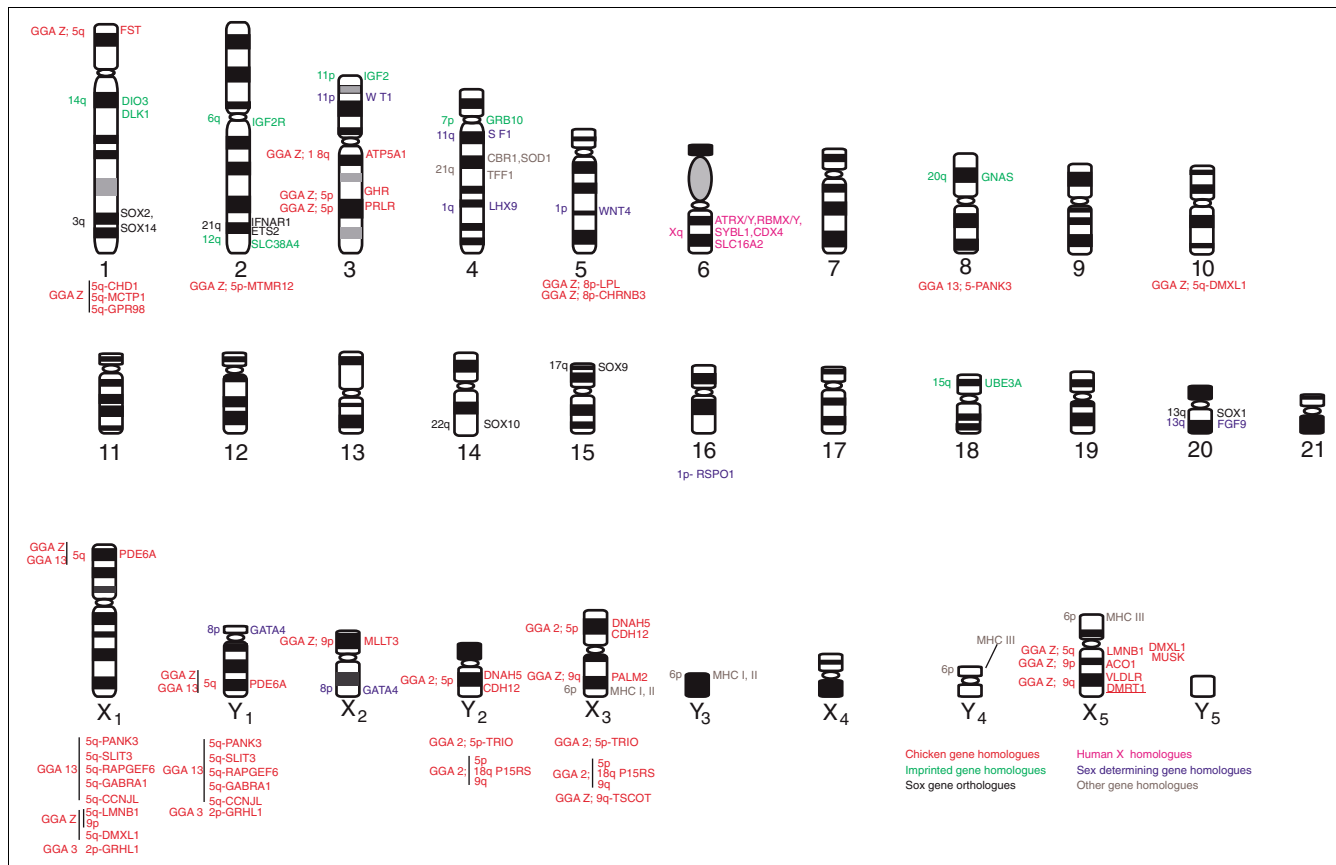 GGA Z; 5q FST
14q DIO3
DLK1
3q SOX2,
SOX14
1
GGA Z 5q-CHD1
5q-MCTP1
5q-GPR98
6q IGF2R
21q IFNAR1
ETS2
12q SLC38A4
2
GGA Z; 5p-MTMR12
11p IGF2
11p W T1
GGA Z; 1 8q ATP5A1
GGA Z; 5p GHR
GGA Z; 5p PRLR
3
7p GRB10
11q S F1
21q CBR1,SOD1
TFF1
1q LHX9
4
1p WNT4
5
GGA Z; 8p-LPL
GGA Z; 8p-CHRNB3
Xq ATRX/Y,RBMX/Y,
SYBL1,CDX4
SLC16A2
6
7
20q GNAS
8
GGA 13; 5-PANK3
9
10
GGA Z; 5q-DMXL1
11
12
13
22q SOX10
14
17q SOX9
15
16
1p- RSPO1
17
15q UBE3A
18
19
13q SOX1
13q FGF9
20
21
GGA Z
GGA 13 5q PDE6A
X1
GGA 13 5q-PANK3
5q-SLIT3
5q-RAPGEF6
5q-GABRA1
5q-CCNJL
GGA Z 5q-LMNB1
9p
5q-DMXL1
GGA 3 2p-GRHL1
8p GATA4
GGA Z
GGA 13 5q PDE6A
Y1
GGA 13 5q-PANK3
5q-SLIT3
5q-RAPGEF6
5q-GABRA1
5q-CCNJL
GGA 3 2p-GRHL1
GGA Z; 9p MLLT3
8p GATA4
X2
GGA 2; 5p DNAH5
CDH12
Y2
GGA 2; 5p-TRIO
GGA 2; 5p
18q P15RS
9q
GGA 2; 5p DNAH5
CDH12
GGA Z; 9q PALM2
6p MHC I, II
X3
GGA 2; 5p-TRIO
GGA 2; 5p
18q P15RS
9q
GGA Z; 9q-TSCOT
6p MHC I, II
Y3
X4
MHC III
6p
Y4
6p MHC III
GGA Z; 5q LMNB1 DMXL1
MUSK
GGA Z; 9p ACO1
GGA Z; 9q VLDLR
DMRT1
X5
Y5
Chicken gene homologues
Imprinted gene homologues
Sox gene orthologues
Human X homologues
Sex determining gene homologues
Other gene homologues